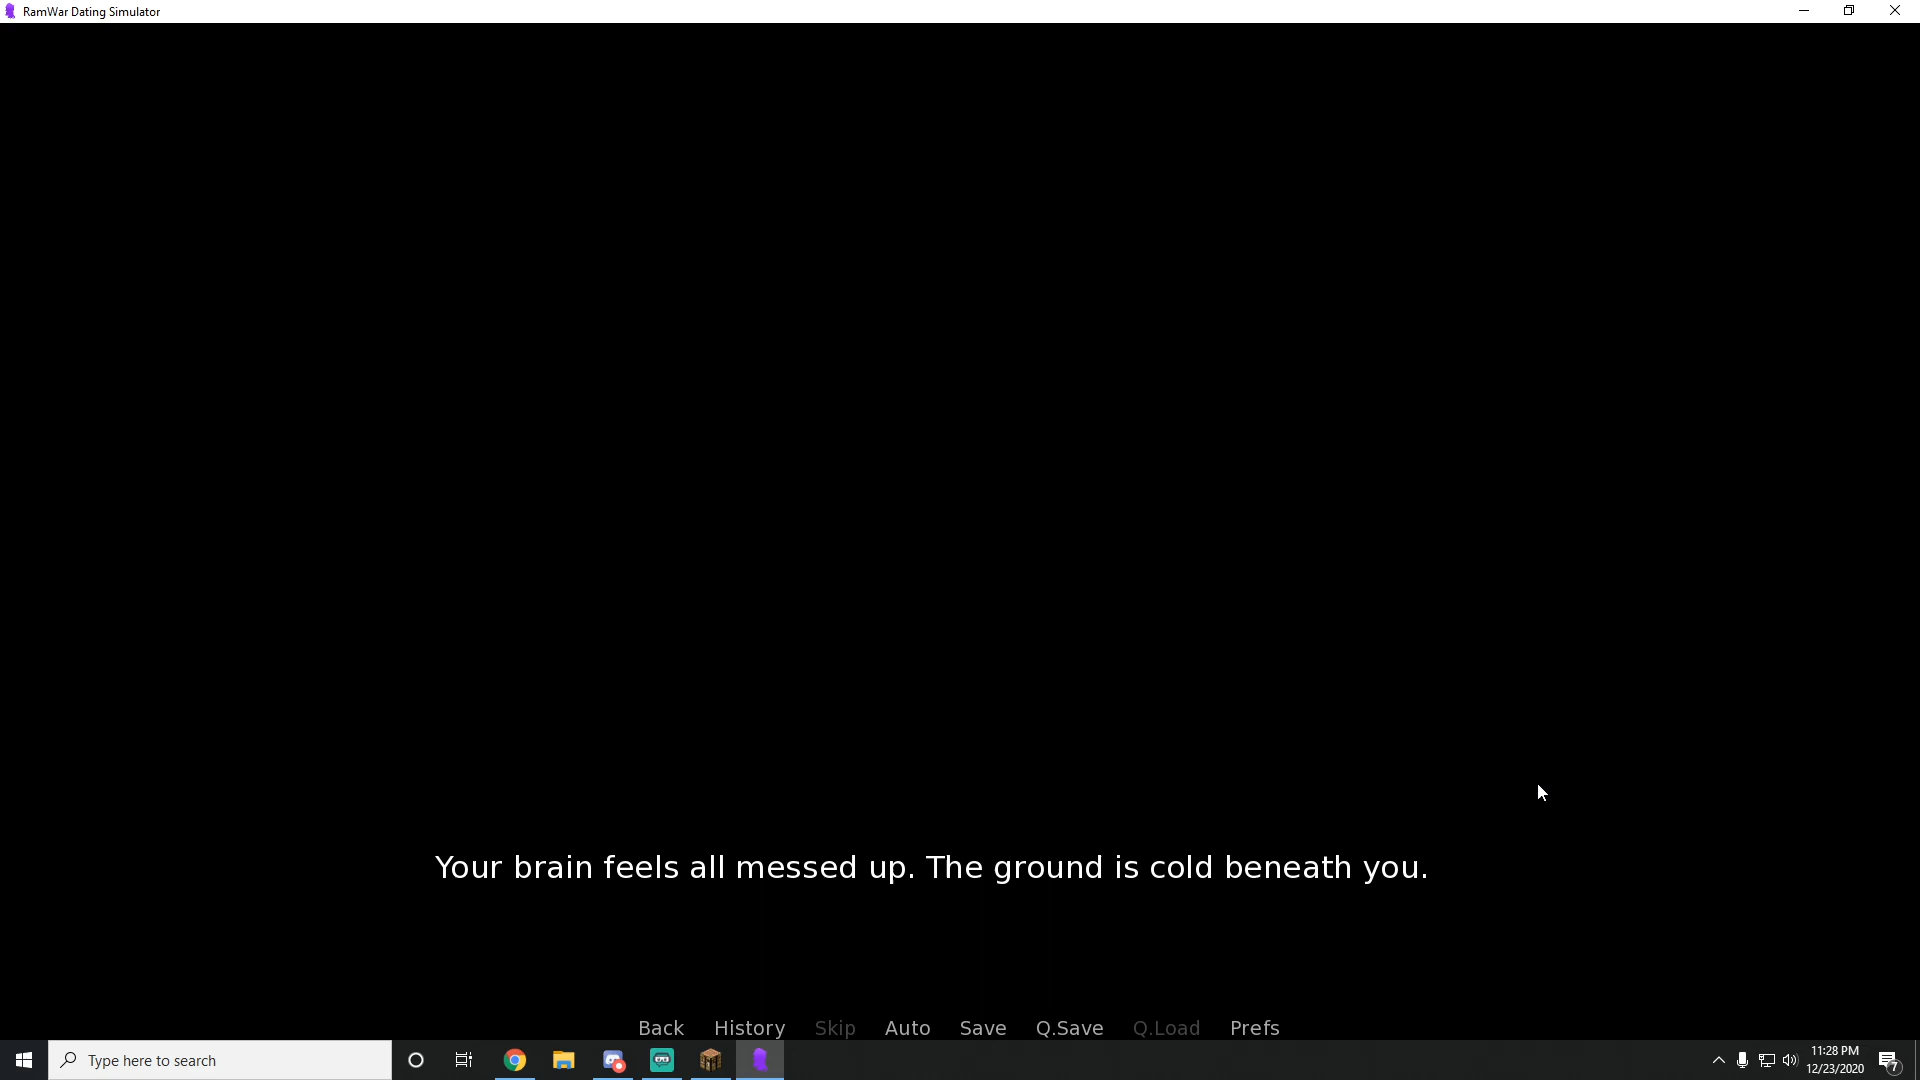 RamWar Dating Simulator
Your brain feels all messed up. The ground is cold beneath you.
Back History Skip Auto Save Q.Save Q.Load Prefs
Type here to search
11:28 PM
12/23/2020
7